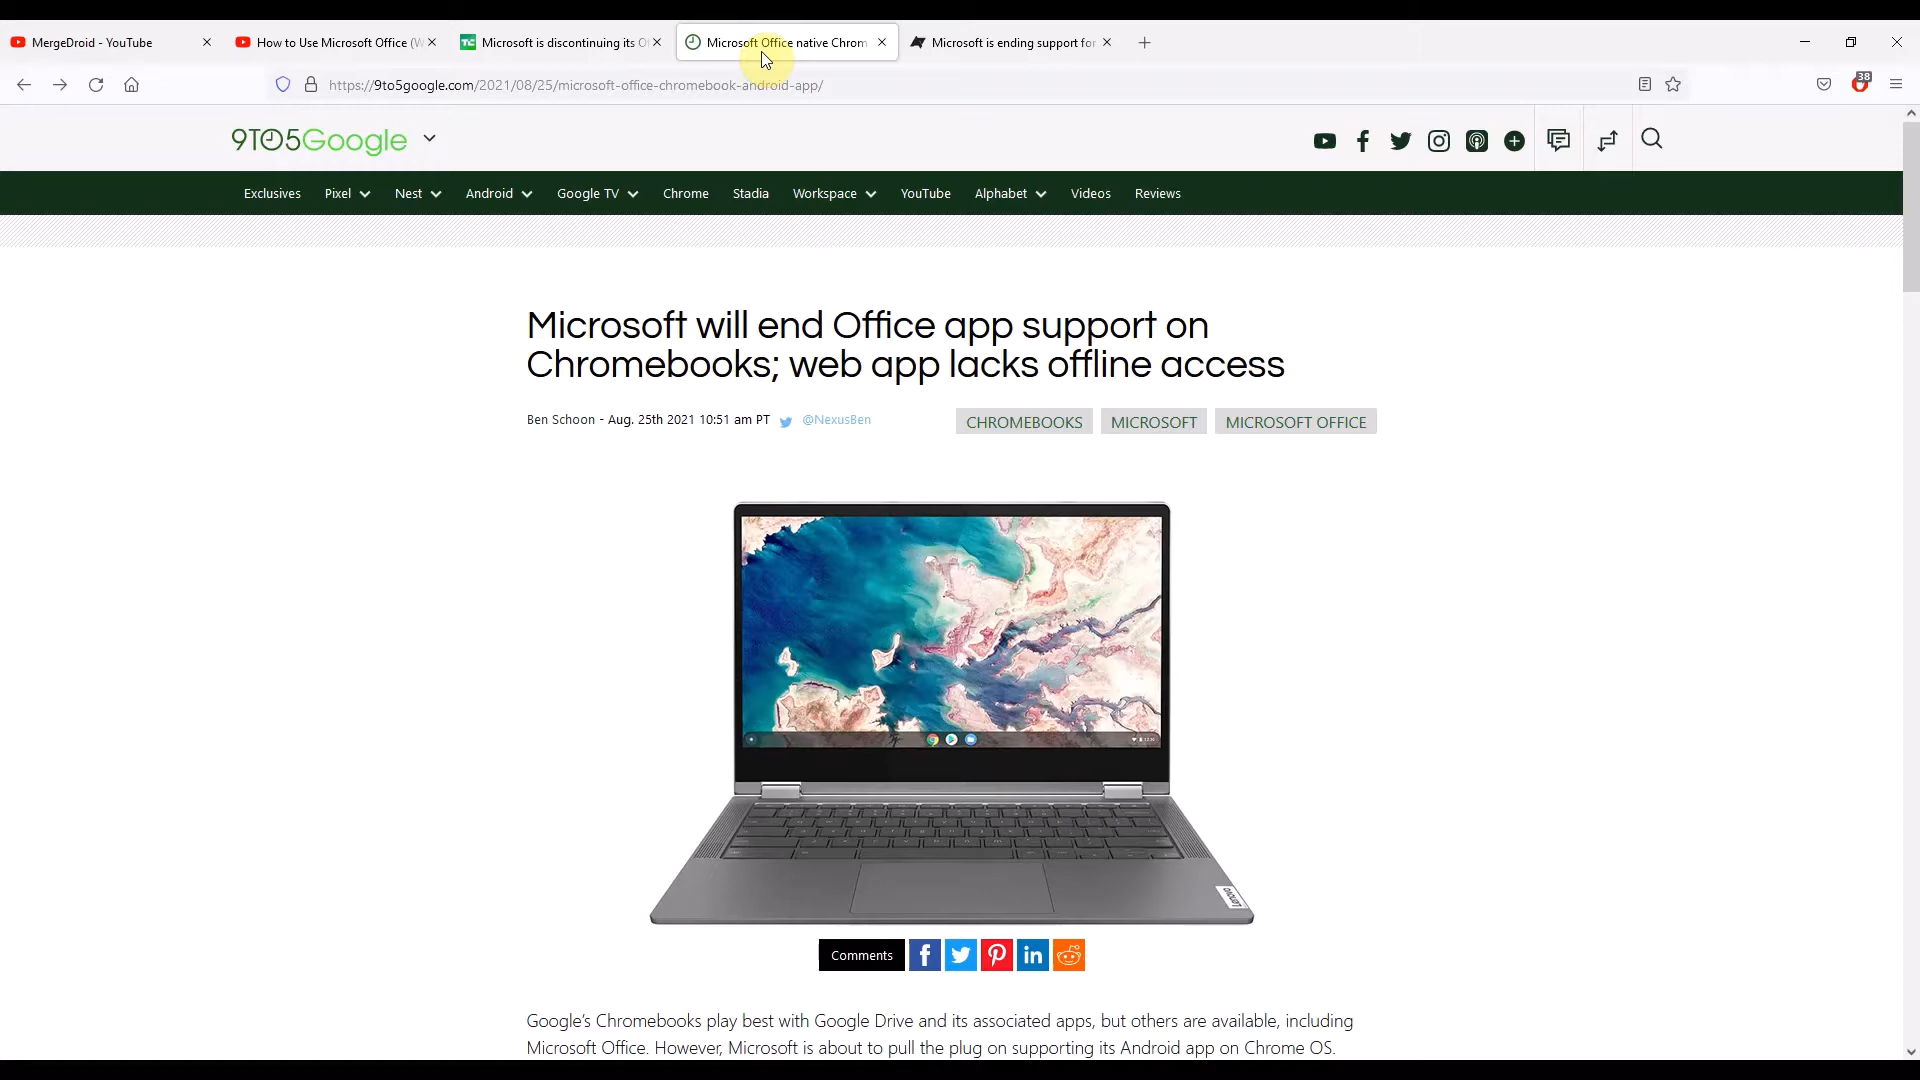 MergeDroid - YouTube
How to Use Microsoft Office (W
Microsoft is discontinuing its O
Microsoft Office native Chrom
Microsoft is ending support for
https://9to5google.com/2021/08/25/microsoft-office-chromebook-android-app/
38
9TO5Google
Exclusives Pixel Nest Android Google TV Chrome Stadia Workspace YouTube Alphabet Videos Reviews
Microsoft will end Office app support on
Chromebooks; web app lacks offline access
Ben Schoon - Aug. 25th 2021 10:51 am PT @NexusBen
CHROMEBOOKS MICROSOFT MICROSOFT OFFICE
Lenovo
Comments
Google's Chromebooks play best with Google Drive and its associated apps, but others are available, including
Microsoft Office. However, Microsoft is about to pull the plug on supporting its Android app on Chrome OS.